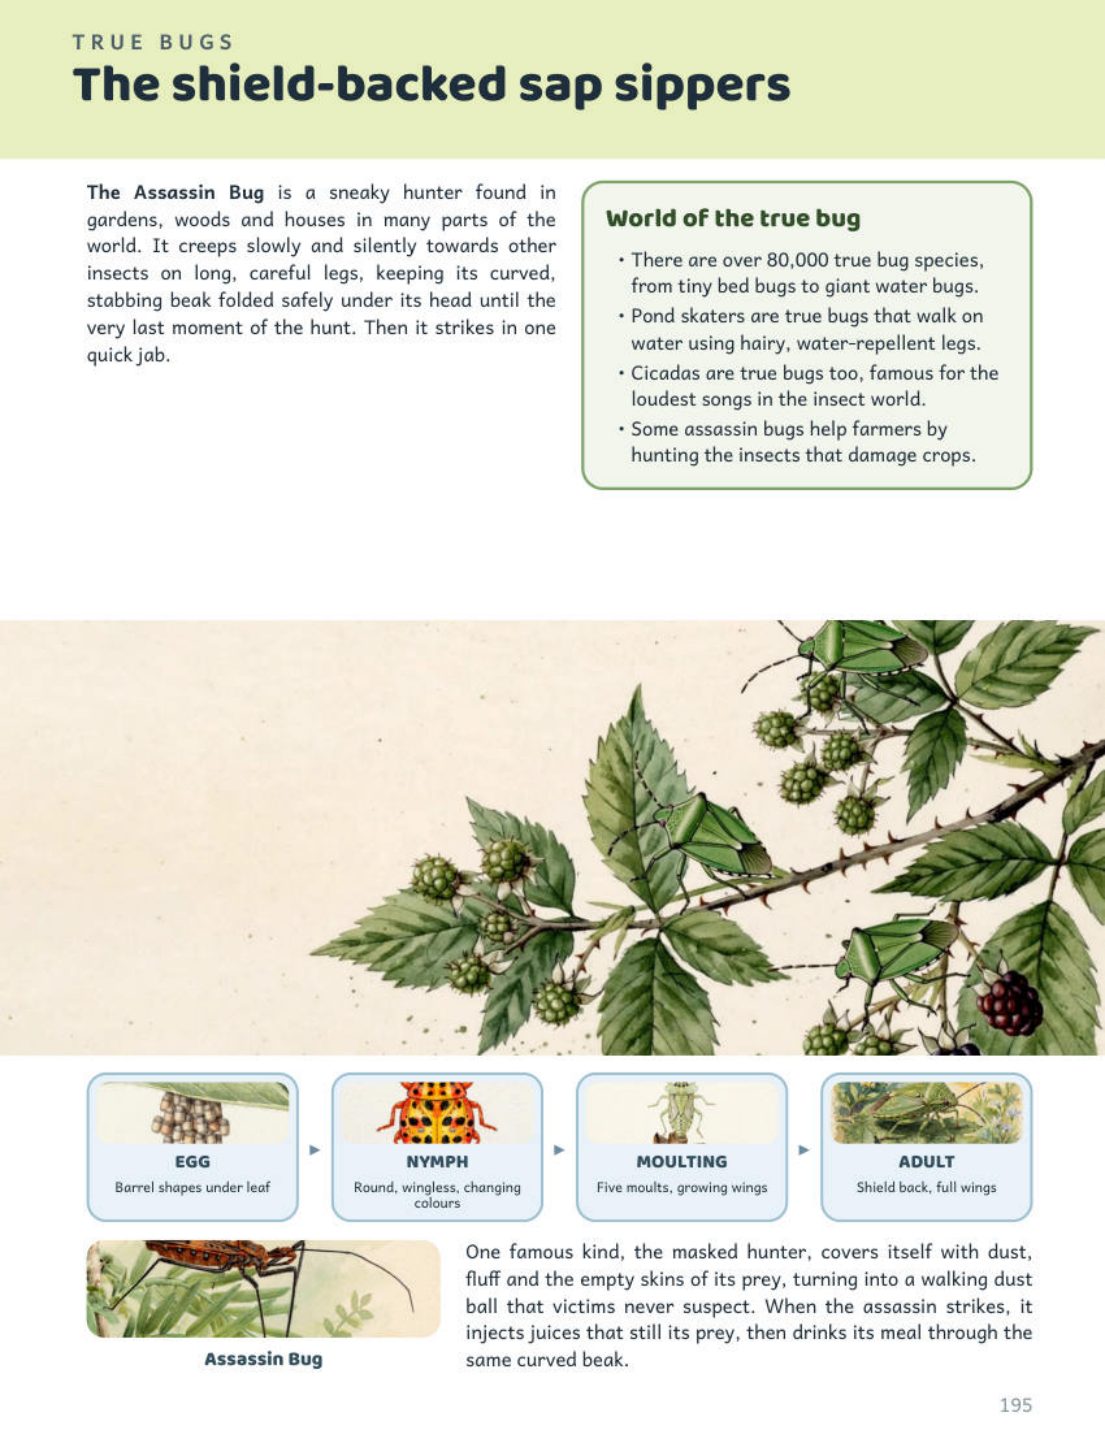 TRUE BUGS
The shield-backed sap sippers
The Assassin Bug is a sneaky hunter found in
gardens, woods and houses in many parts of the
world. It creeps slowly and silently towards other
insects on long, careful legs, keeping its curved,
stabbing beak folded safely under its head until the
very last moment of the hunt. Then it strikes in one
quick jab.
World of the true bug
• There are over 80,000 true bug species,
from tiny bed bugs to giant water bugs.
• Pond skaters are true bugs that walk on
water using hairy, water-repellent legs.
• Cicadas are true bugs too, famous for the
loudest songs in the insect world.
• Some assassin bugs help farmers by
hunting the insects that damage crops.
EGG
Barrel shapes under leaf
NYMPH
Round, wingless, changing
colours
MOULTING
Five moults, growing wings
ADULT
Shield back, full wings
Assassin Bug
One famous kind, the masked hunter, covers itself with dust,
fluff and the empty skins of its prey, turning into a walking dust
ball that victims never suspect. When the assassin strikes, it
injects juices that still its prey, then drinks its meal through the
same curved beak.
195